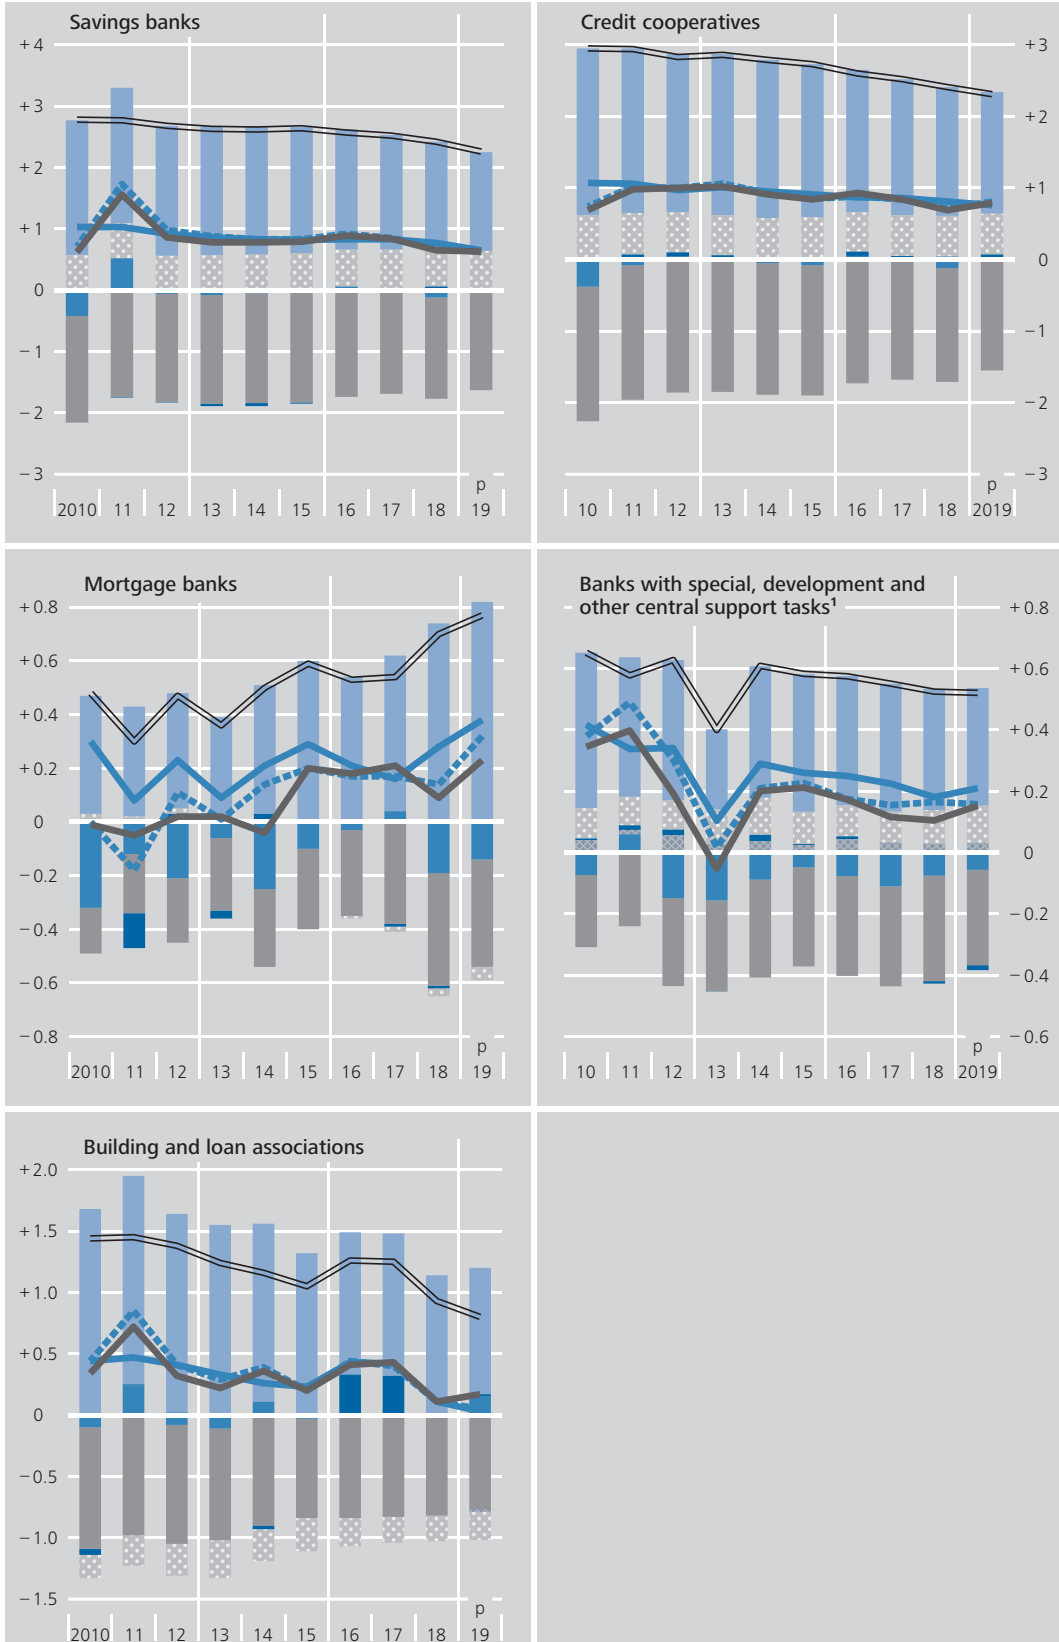 Savings banks
+4
+3
+2
+1
0
−1
−2
−3
p
2010 11 12 13 14 15 16 17 18 19
Credit cooperatives
+3
+2
+1
0
−1
−2
−3
p
10 11 12 13 14 15 16 17 18 2019
Mortgage banks
+0.8
+0.6
+0.4
+0.2
0
−0.2
−0.4
−0.6
−0.8
p
2010 11 12 13 14 15 16 17 18 19
Banks with special, development and
other central support tasks¹
+0.8
+0.6
+0.4
+0.2
0
−0.2
−0.4
−0.6
p
10 11 12 13 14 15 16 17 18 2019
Building and loan associations
+2.0
+1.5
+1.0
+0.5
0
−0.5
−1.0
−1.5
p
2010 11 12 13 14 15 16 17 18 19